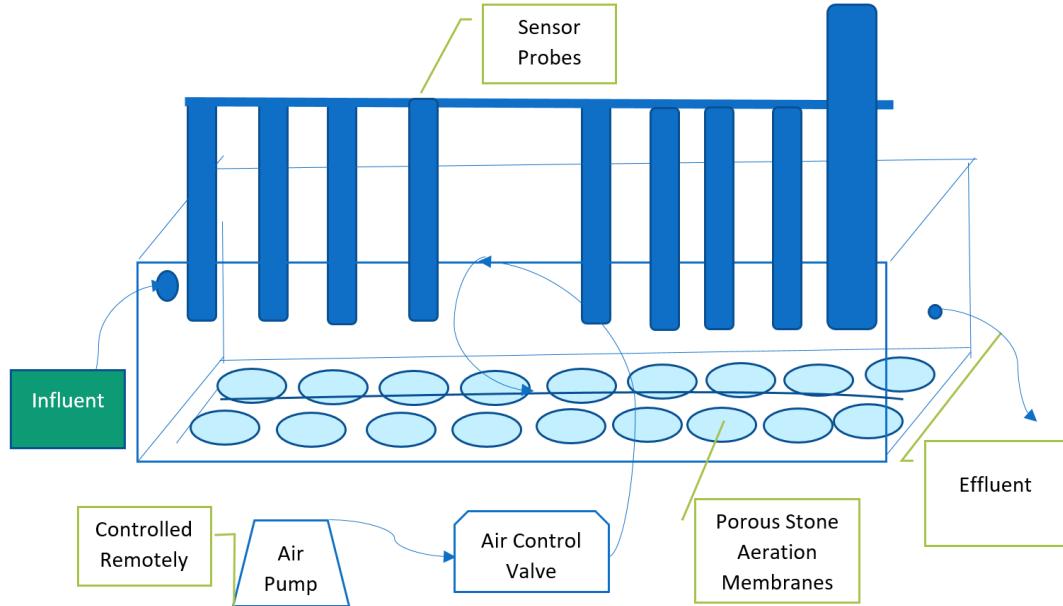 Sensor
Probes
Influent
Effluent
Controlled
Remotely
Air
Pump
Air Control
Valve
Porous Stone
Aeration
Membranes